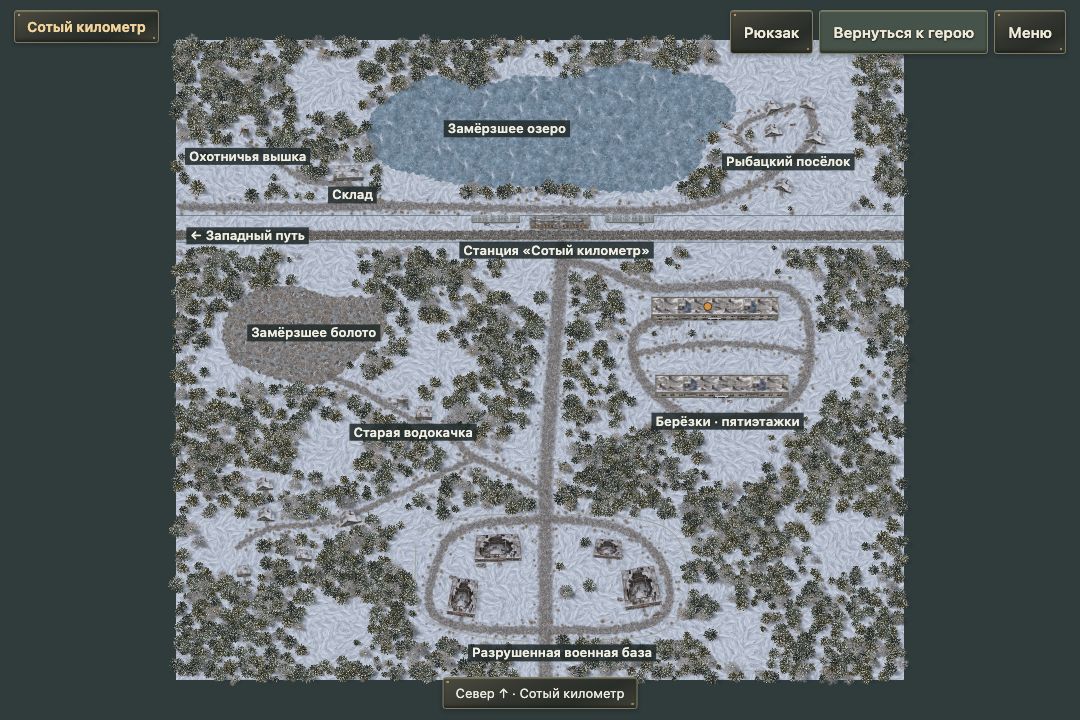 Сотый километр
Рюкзак
Вернуться к герою
Меню
Замёрзшее озеро
Охотничья вышка
Рыбацкий посёлок
Склад
← Западный путь
Станция «Сотый километр»
Замёрзшее болото
Берёзки · пятиэтажки
Старая водокачка
Разрушенная военная база
Север ↑ · Сотый километр